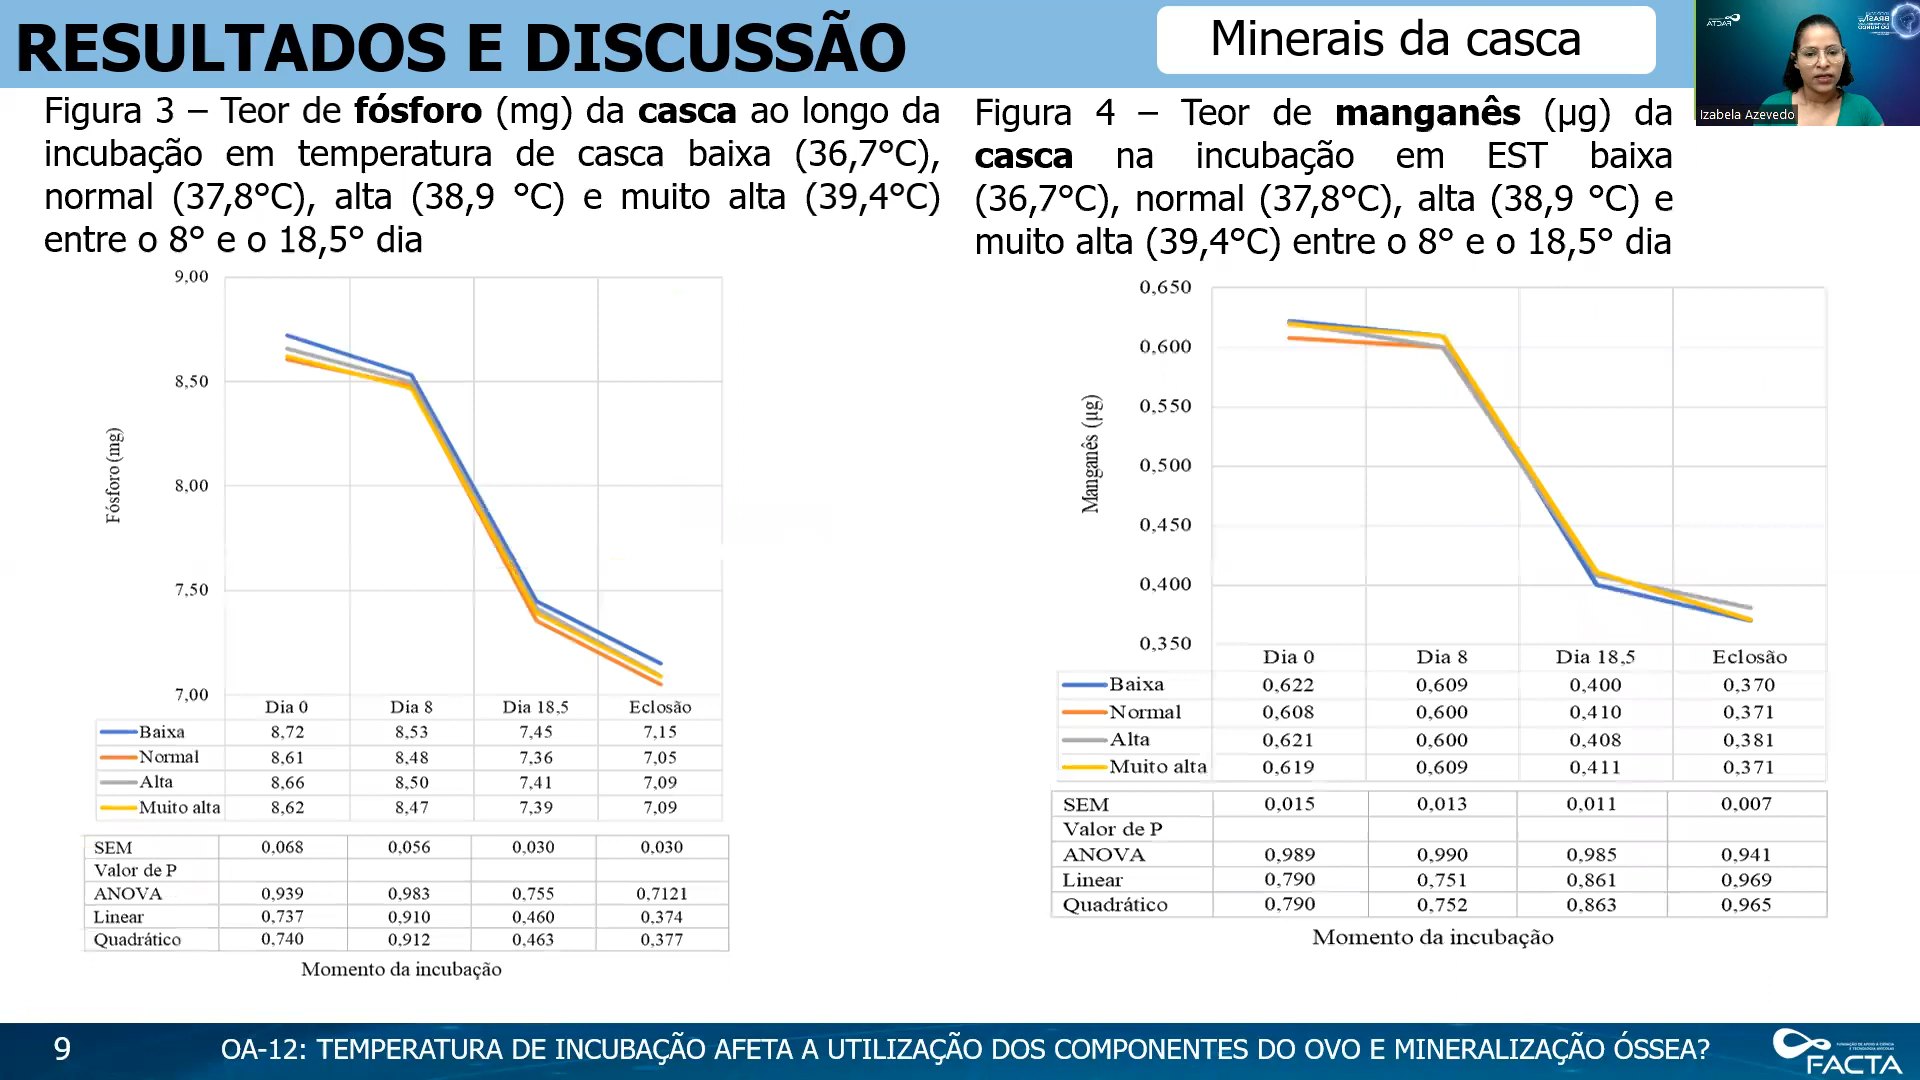 RESULTADOS E DISCUSSÃO
Minerais da casca
Izabela Azevedo
Figura 3 – Teor de fósforo (mg) da casca ao longo da
incubação em temperatura de casca baixa (36,7°C),
normal (37,8°C), alta (38,9 °C) e muito alta (39,4°C)
entre o 8° e o 18,5° dia
9,00
8,50
8,00
7,50
7,00
Fósforo (mg)
Dia 0 Dia 8 Dia 18,5 Eclosão
Baixa 8,72 8,53 7,45 7,15
Normal 8,61 8,48 7,36 7,05
Alta 8,66 8,50 7,41 7,09
Muito alta 8,62 8,47 7,39 7,09
SEM 0,068 0,056 0,030 0,030
Valor de P
ANOVA 0,939 0,983 0,755 0,7121
Linear 0,737 0,910 0,460 0,374
Quadrático 0,740 0,912 0,463 0,377
Momento da incubação
Figura 4 – Teor de manganês (µg) da
casca na incubação em EST baixa
(36,7°C), normal (37,8°C), alta (38,9 °C) e
muito alta (39,4°C) entre o 8° e o 18,5° dia
0,650
0,600
0,550
0,500
0,450
0,400
0,350
Manganês (µg)
Dia 0 Dia 8 Dia 18,5 Eclosão
Baixa 0,622 0,609 0,400 0,370
Normal 0,608 0,600 0,410 0,371
Alta 0,621 0,600 0,408 0,381
Muito alta 0,619 0,609 0,411 0,371
SEM 0,015 0,013 0,011 0,007
Valor de P
ANOVA 0,989 0,990 0,985 0,941
Linear 0,790 0,751 0,861 0,969
Quadrático 0,790 0,752 0,863 0,965
Momento da incubação
9
OA-12: TEMPERATURA DE INCUBAÇÃO AFETA A UTILIZAÇÃO DOS COMPONENTES DO OVO E MINERALIZAÇÃO ÓSSEA?
FACTA